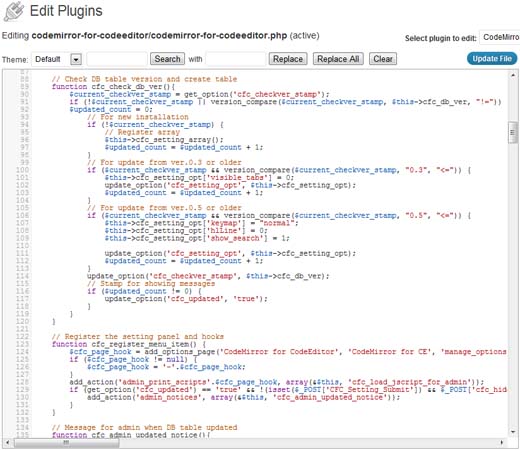 Edit Plugins
Editing codemirror-for-codeeditor/codemirror-for-codeeditor.php (active)
Select plugin to edit: CodeMirro
Theme: Default Search with Replace Replace All Clear Update File
87
88 // Check DB table version and create table
89 function cfc_check_db_ver(){
90 $current_checkver_stamp = get_option('cfc_checkver_stamp');
91 if (!$current_checkver_stamp || version_compare($current_checkver_stamp, $this->cfc_db_ver, "!="))
92 $updated_count = 0;
93 // For new installation
94 if (!$current_checkver_stamp) {
95 // Register array
96 $this->cfc_setting_array();
97 $updated_count = $updated_count + 1;
98 }
99 // For update from ver.0.3 or older
100 if ($current_checkver_stamp && version_compare($current_checkver_stamp, "0.3", "<=")) {
101 $this->cfc_setting_opt['visible_tabs'] = 0;
102 update_option('cfc_setting_opt', $this->cfc_setting_opt);
103 $updated_count = $updated_count + 1;
104 }
105 // For update from ver.0.5 or older
106 if ($current_checkver_stamp && version_compare($current_checkver_stamp, "0.5", "<=")) {
107 $this->cfc_setting_opt['keymap'] = "normal";
108 $this->cfc_setting_opt['hlLine'] = 0;
109 $this->cfc_setting_opt['show_search'] = 1;
110
111 update_option('cfc_setting_opt', $this->cfc_setting_opt);
112 $updated_count = $updated_count + 1;
113 }
114 update_option('cfc_checkver_stamp', $this->cfc_db_ver);
115 // Stamp for showing messages
116 if ($updated_count != 0) {
117 update_option('cfc_updated', 'true');
118 }
119 }
120 }
121
122 // Register the setting panel and hooks
123 function cfc_register_menu_item() {
124 $cfc_page_hook = add_options_page('CodeMirror for CodeEditor', 'CodeMirror for CE', 'manage_options
125 if ($cfc_page_hook != null) {
126 $cfc_page_hook = '-'.$cfc_page_hook;
127 }
128 add_action('admin_print_scripts'.$cfc_page_hook, array(&$this, 'cfc_load_jscript_for_admin'));
129 if (get_option('cfc_updated') == 'true' && !(isset($_POST['CFC_Setting_Submit']) && $_POST['cfc_hid
130 add_action('admin_notices', array(&$this, 'cfc_admin_updated_notice'));
131 }
132 }
133
134 // Message for admin when DB table updated
135 function cfc_admin_updated_notice(){